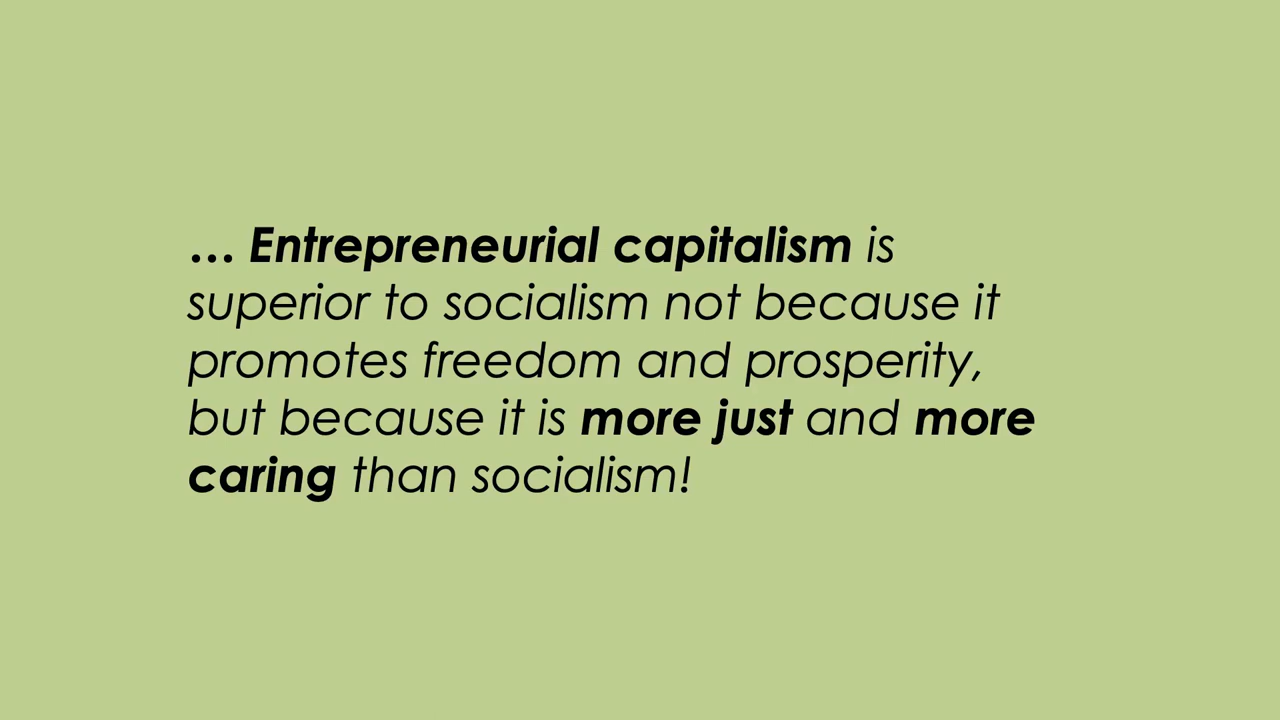 … Entrepreneurial capitalism is
superior to socialism not because it
promotes freedom and prosperity,
but because it is more just and more
caring than socialism!